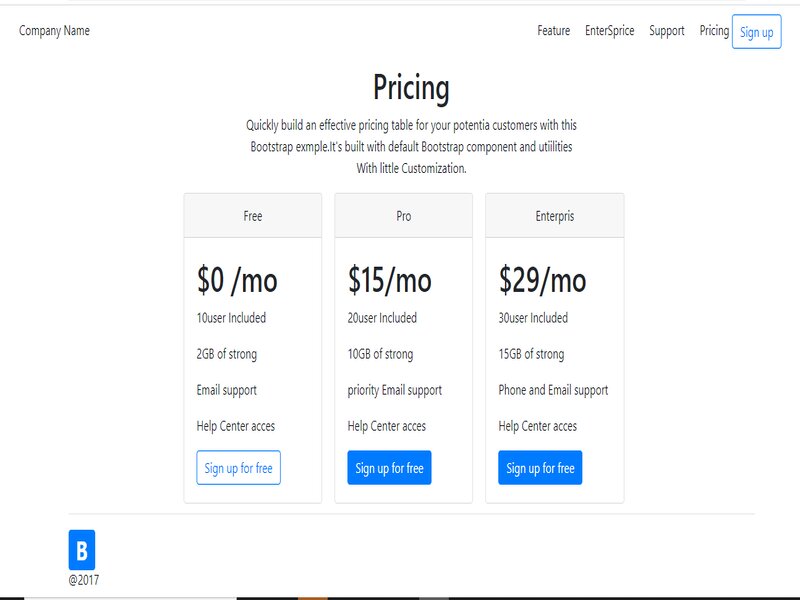 Company Name
Feature EnterSprice Support Pricing Sign up
Pricing
Quickly build an effective pricing table for your potentia customers with this
Bootstrap exmple.It's built with default Bootstrap component and utiilities
With little Customization.
Free
$0 /mo
10user Included
2GB of strong
Email support
Help Center acces
Sign up for free
Pro
$15/mo
20user Included
10GB of strong
priority Email support
Help Center acces
Sign up for free
Enterpris
$29/mo
30user Included
15GB of strong
Phone and Email support
Help Center acces
Sign up for free
B
@2017